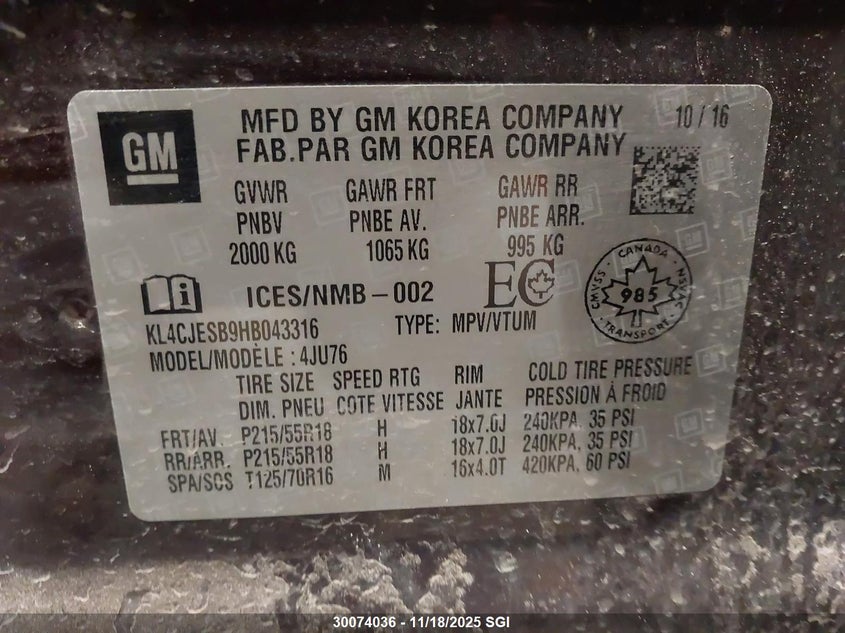 GM
MFD BY GM KOREA COMPANY 10/16
FAB.PAR GM KOREA COMPANY
GVWR GAWR FRT GAWR RR
PNBV PNBE AV. PNBE ARR.
2000 KG 1065 KG 995 KG
ICES/NMB-002 EC
CANADA
CMVSS 985 NSVAC
TRANSPORT
KL4CJESB9HB043316 TYPE: MPV/VTUM
MODEL/MODÈLE : 4JU76
TIRE SIZE SPEED RTG RIM COLD TIRE PRESSURE
DIM. PNEU COTE VITESSE JANTE PRESSION À FROID
FRT/AV. P215/55R18 H 18x7.0J 240KPA, 35 PSI
RR/ARR. P215/55R18 H 18x7.0J 240KPA, 35 PSI
SPA/SCS T125/70R16 M 16x4.0T 420KPA, 60 PSI
30074036 - 11/18/2025 SGI